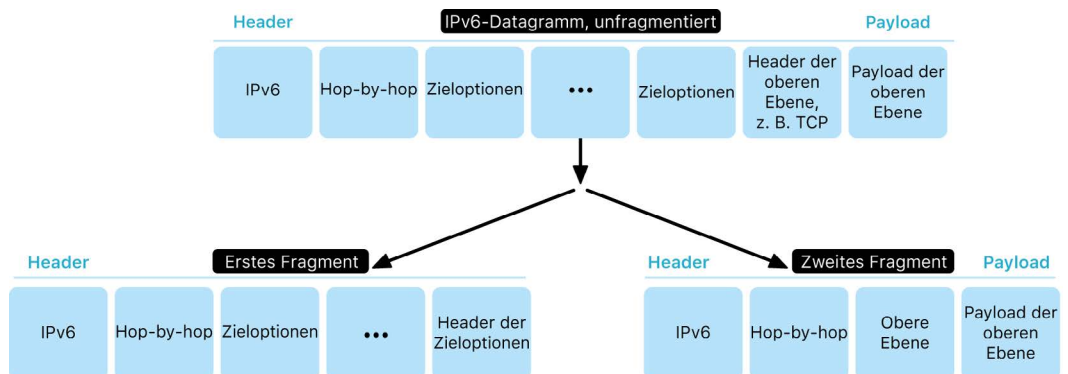 Header
IPv6-Datagramm, unfragmentiert
Payload
IPv6
Hop-by-hop
Zieloptionen
•••
Zieloptionen
Header der
oberen
Ebene,
z. B. TCP
Payload der
oberen
Ebene
Header
Erstes Fragment
IPv6
Hop-by-hop
Zieloptionen
•••
Header der
Zieloptionen
Header
Zweites Fragment
Payload
IPv6
Hop-by-hop
Obere
Ebene
Payload der
oberen
Ebene